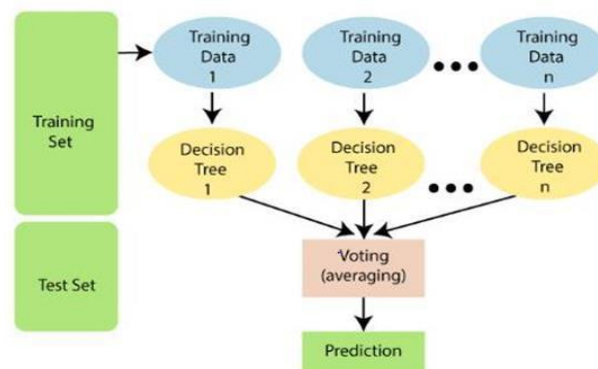 Training
Data
1
Training
Data
2
Training
Data
n
Training
Set
Decision
Tree
1
Decision
Tree
2
Decision
Tree
n
Test Set
Voting
(averaging)
Prediction